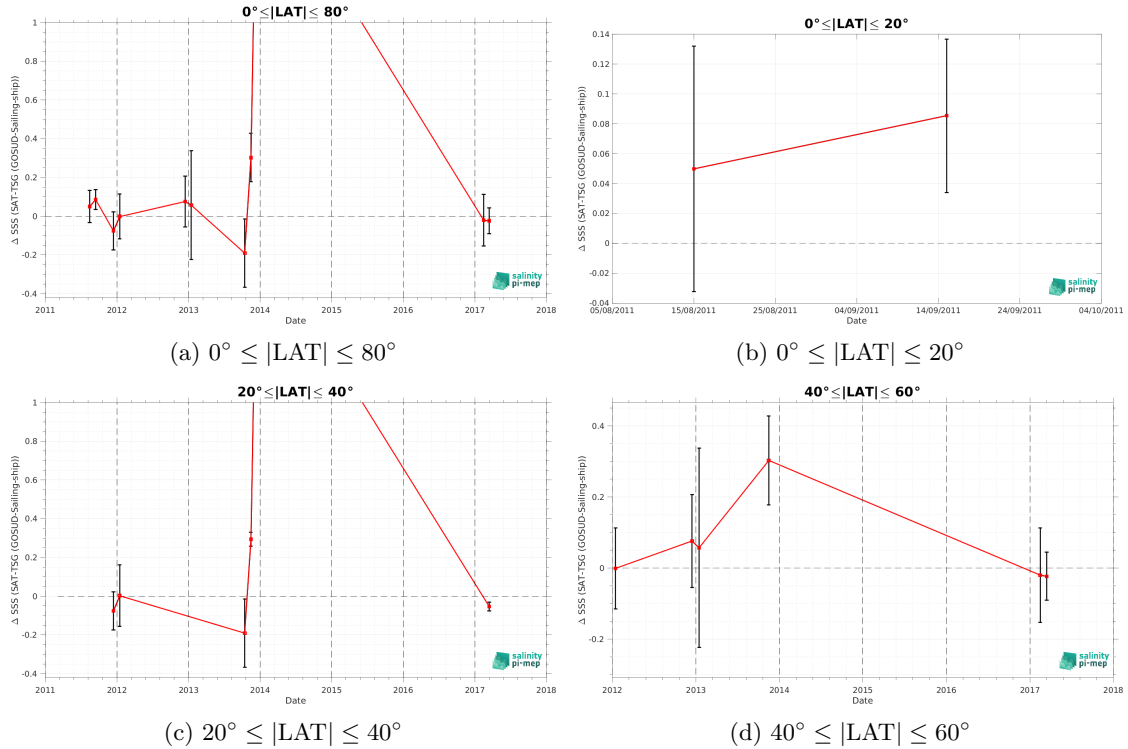 0°≤|LAT|≤ 80°
Δ SSS (SAT-TSG (GOSUD-Sailing-ship))
1
0.8
0.6
0.4
0.2
0
-0.2
-0.4
2011 2012 2013 2014 2015 2016 2017 2018
Date
salinity
pi-mep
(a) 0° ≤ |LAT| ≤ 80°
0°≤|LAT|≤ 20°
Δ SSS (SAT-TSG (GOSUD-Sailing-ship))
0.14
0.12
0.1
0.08
0.06
0.04
0.02
0
-0.02
-0.04
05/08/2011 15/08/2011 25/08/2011 04/09/2011 14/09/2011 24/09/2011 04/10/2011
Date
salinity
pi-mep
(b) 0° ≤ |LAT| ≤ 20°
20°≤|LAT|≤ 40°
Δ SSS (SAT-TSG (GOSUD-Sailing-ship))
1
0.8
0.6
0.4
0.2
0
-0.2
-0.4
2011 2012 2013 2014 2015 2016 2017 2018
Date
salinity
pi-mep
(c) 20° ≤ |LAT| ≤ 40°
40°≤|LAT|≤ 60°
Δ SSS (SAT-TSG (GOSUD-Sailing-ship))
0.4
0.2
0
-0.2
2012 2013 2014 2015 2016 2017 2018
Date
salinity
pi-mep
(d) 40° ≤ |LAT| ≤ 60°